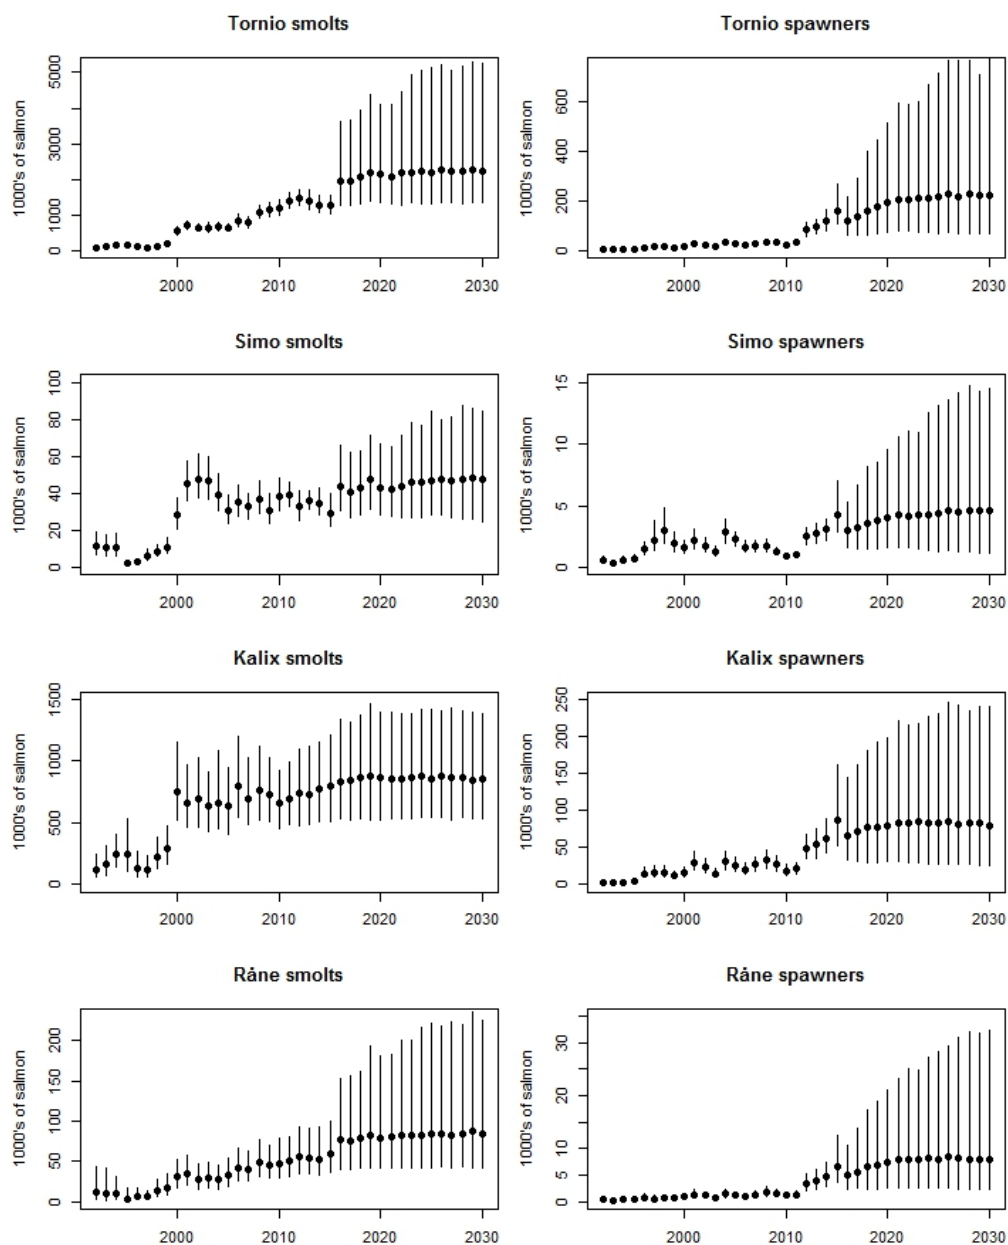 Tornio smolts
1000's of salmon
0
1000
3000
5000
2000 2010 2020 2030
Tornio spawners
1000's of salmon
0
200
400
600
2000 2010 2020 2030
Simo smolts
1000's of salmon
0
20
40
60
80
100
2000 2010 2020 2030
Simo spawners
1000's of salmon
0
5
10
15
2000 2010 2020 2030
Kalix smolts
1000's of salmon
0
500
1000
1500
2000 2010 2020 2030
Kalix spawners
1000's of salmon
0
50
100
150
200
250
2000 2010 2020 2030
Råne smolts
1000's of salmon
0
50
100
150
200
2000 2010 2020 2030
Råne spawners
1000's of salmon
0
5
10
20
30
2000 2010 2020 2030